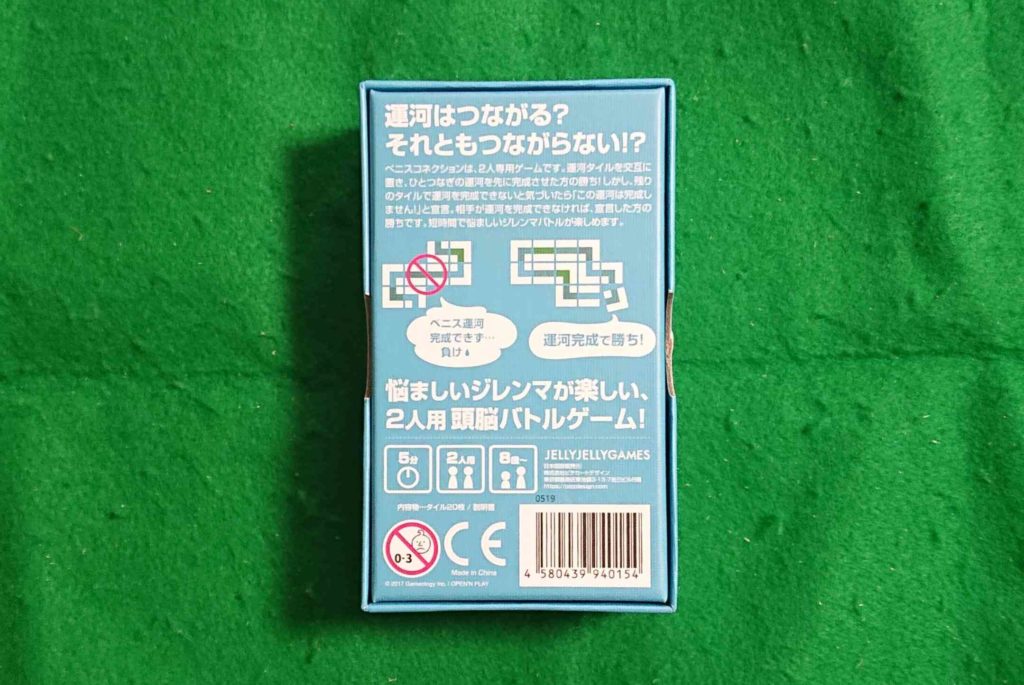 運河はつながる?
それともつながらない!?
ベニスコネクションは、2人専用ゲームです。運河タイルを交互に
置き、ひとつなぎの運河を先に完成させた方の勝ち!しかし、残り
のタイルで運河を完成できないと気づいたら「この運河は完成し
ません!」と宣言。相手が運河を完成できなければ、宣言した方の
勝ちです。短時間で悩ましいジレンマバトルが楽しめます。
ベニス運河
完成できず…
負け
運河完成で勝ち!
悩ましいジレンマが楽しい、
2人用 頭脳バトルゲーム!
5分
2人用
8歳〜
JELLYJELLYGAMES
0519
内容物…タイル20枚 / 説明書
0-3
CE
Made in China
© 2017 Gameology Inc. / OPEN'N PLAY
4 580439 940154